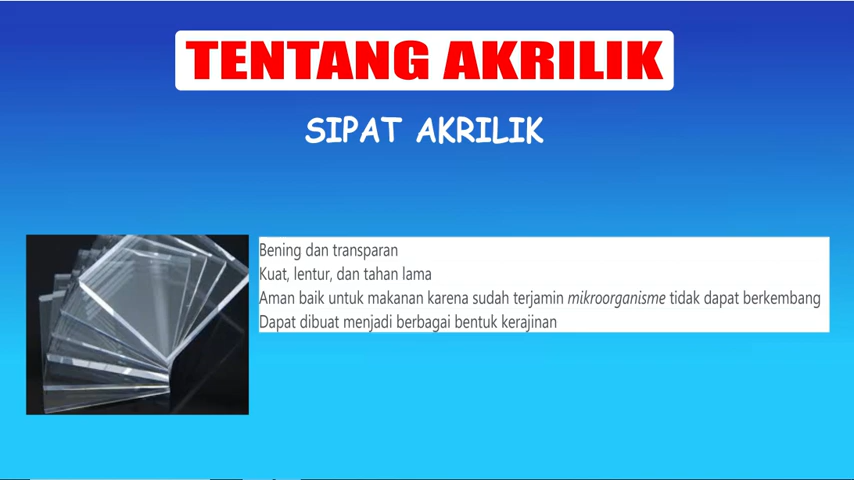 TENTANG AKRILIK
SIPAT AKRILIK
Bening dan transparan
Kuat, lentur, dan tahan lama
Aman baik untuk makanan karena sudah terjamin mikroorganisme tidak dapat berkembang
Dapat dibuat menjadi berbagai bentuk kerajinan